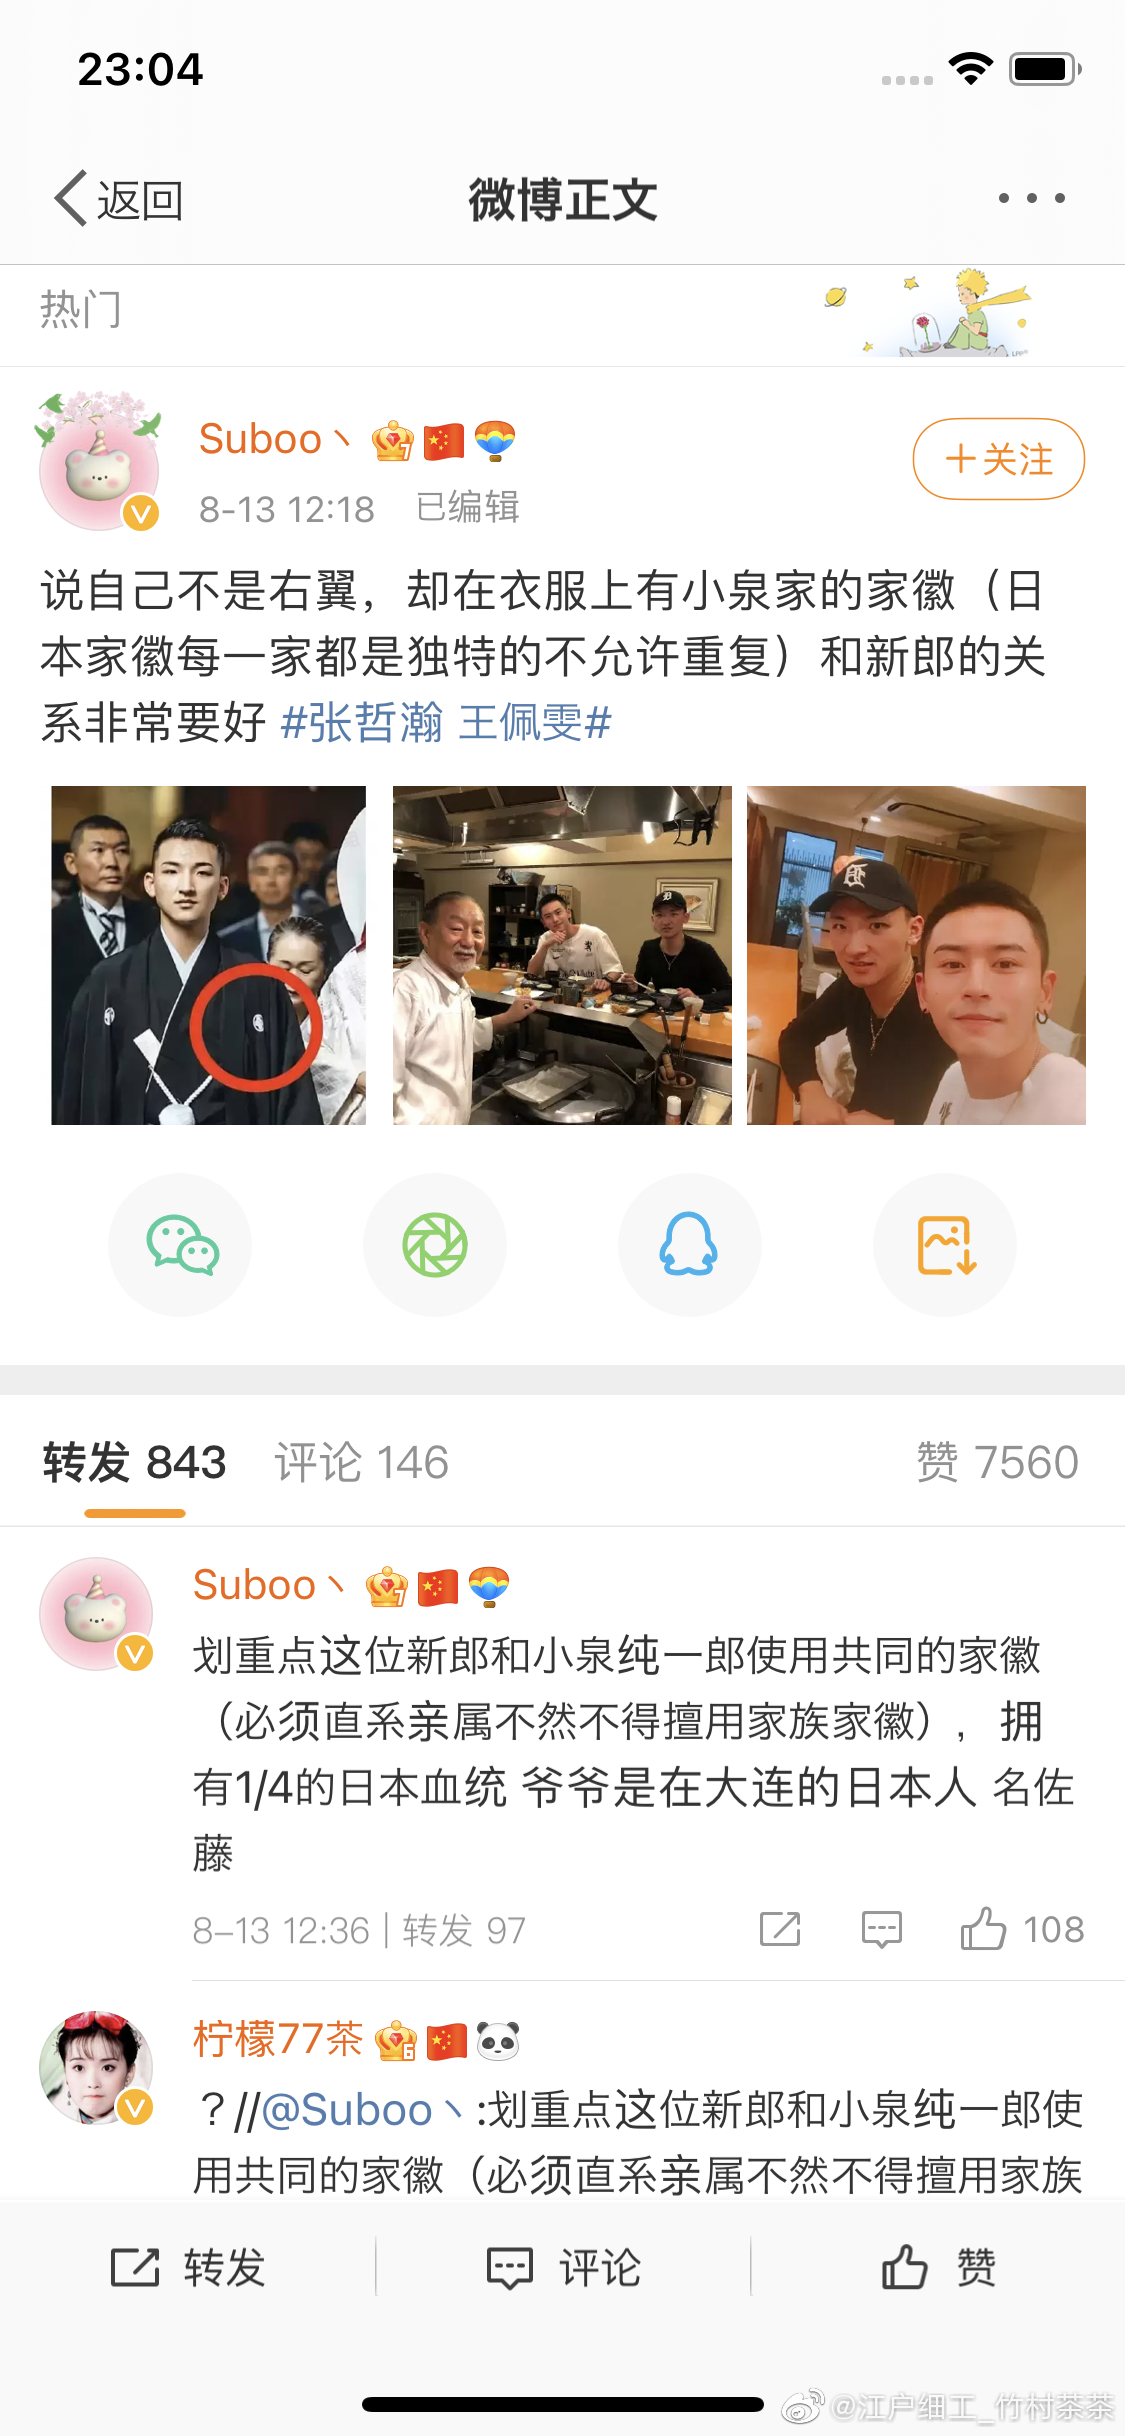 23:04
返回
微博正文
热门
Suboo丶
8-13 12:18 已编辑
+关注
说自己不是右翼，却在衣服上有小泉家的家徽（日
本家徽每一家都是独特的不允许重复）和新郎的关
系非常要好 #张哲瀚 王佩雯#
转发 843 评论 146 赞 7560
Suboo丶
划重点这位新郎和小泉纯一郎使用共同的家徽
（必须直系亲属不然不得擅用家族家徽），拥
有1/4的日本血统 爷爷是在大连的日本人 名佐
藤
8-13 12:36 | 转发 97
108
柠檬77茶
？//@Suboo丶:划重点这位新郎和小泉纯一郎使
用共同的家徽（必须直系亲属不然不得擅用家族
转发 评论 赞
@江户细工_竹村茶茶